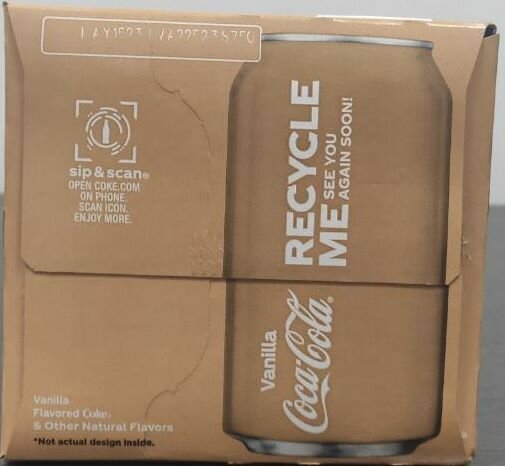 sip & scan®
OPEN COKE.COM
ON PHONE.
SCAN ICON.
ENJOY MORE.
RECYCLE
ME SEE YOU
AGAIN SOON!
Vanilla
Coca-Cola®
Vanilla
Flavored Coke®
& Other Natural Flavors
*Not actual design inside.